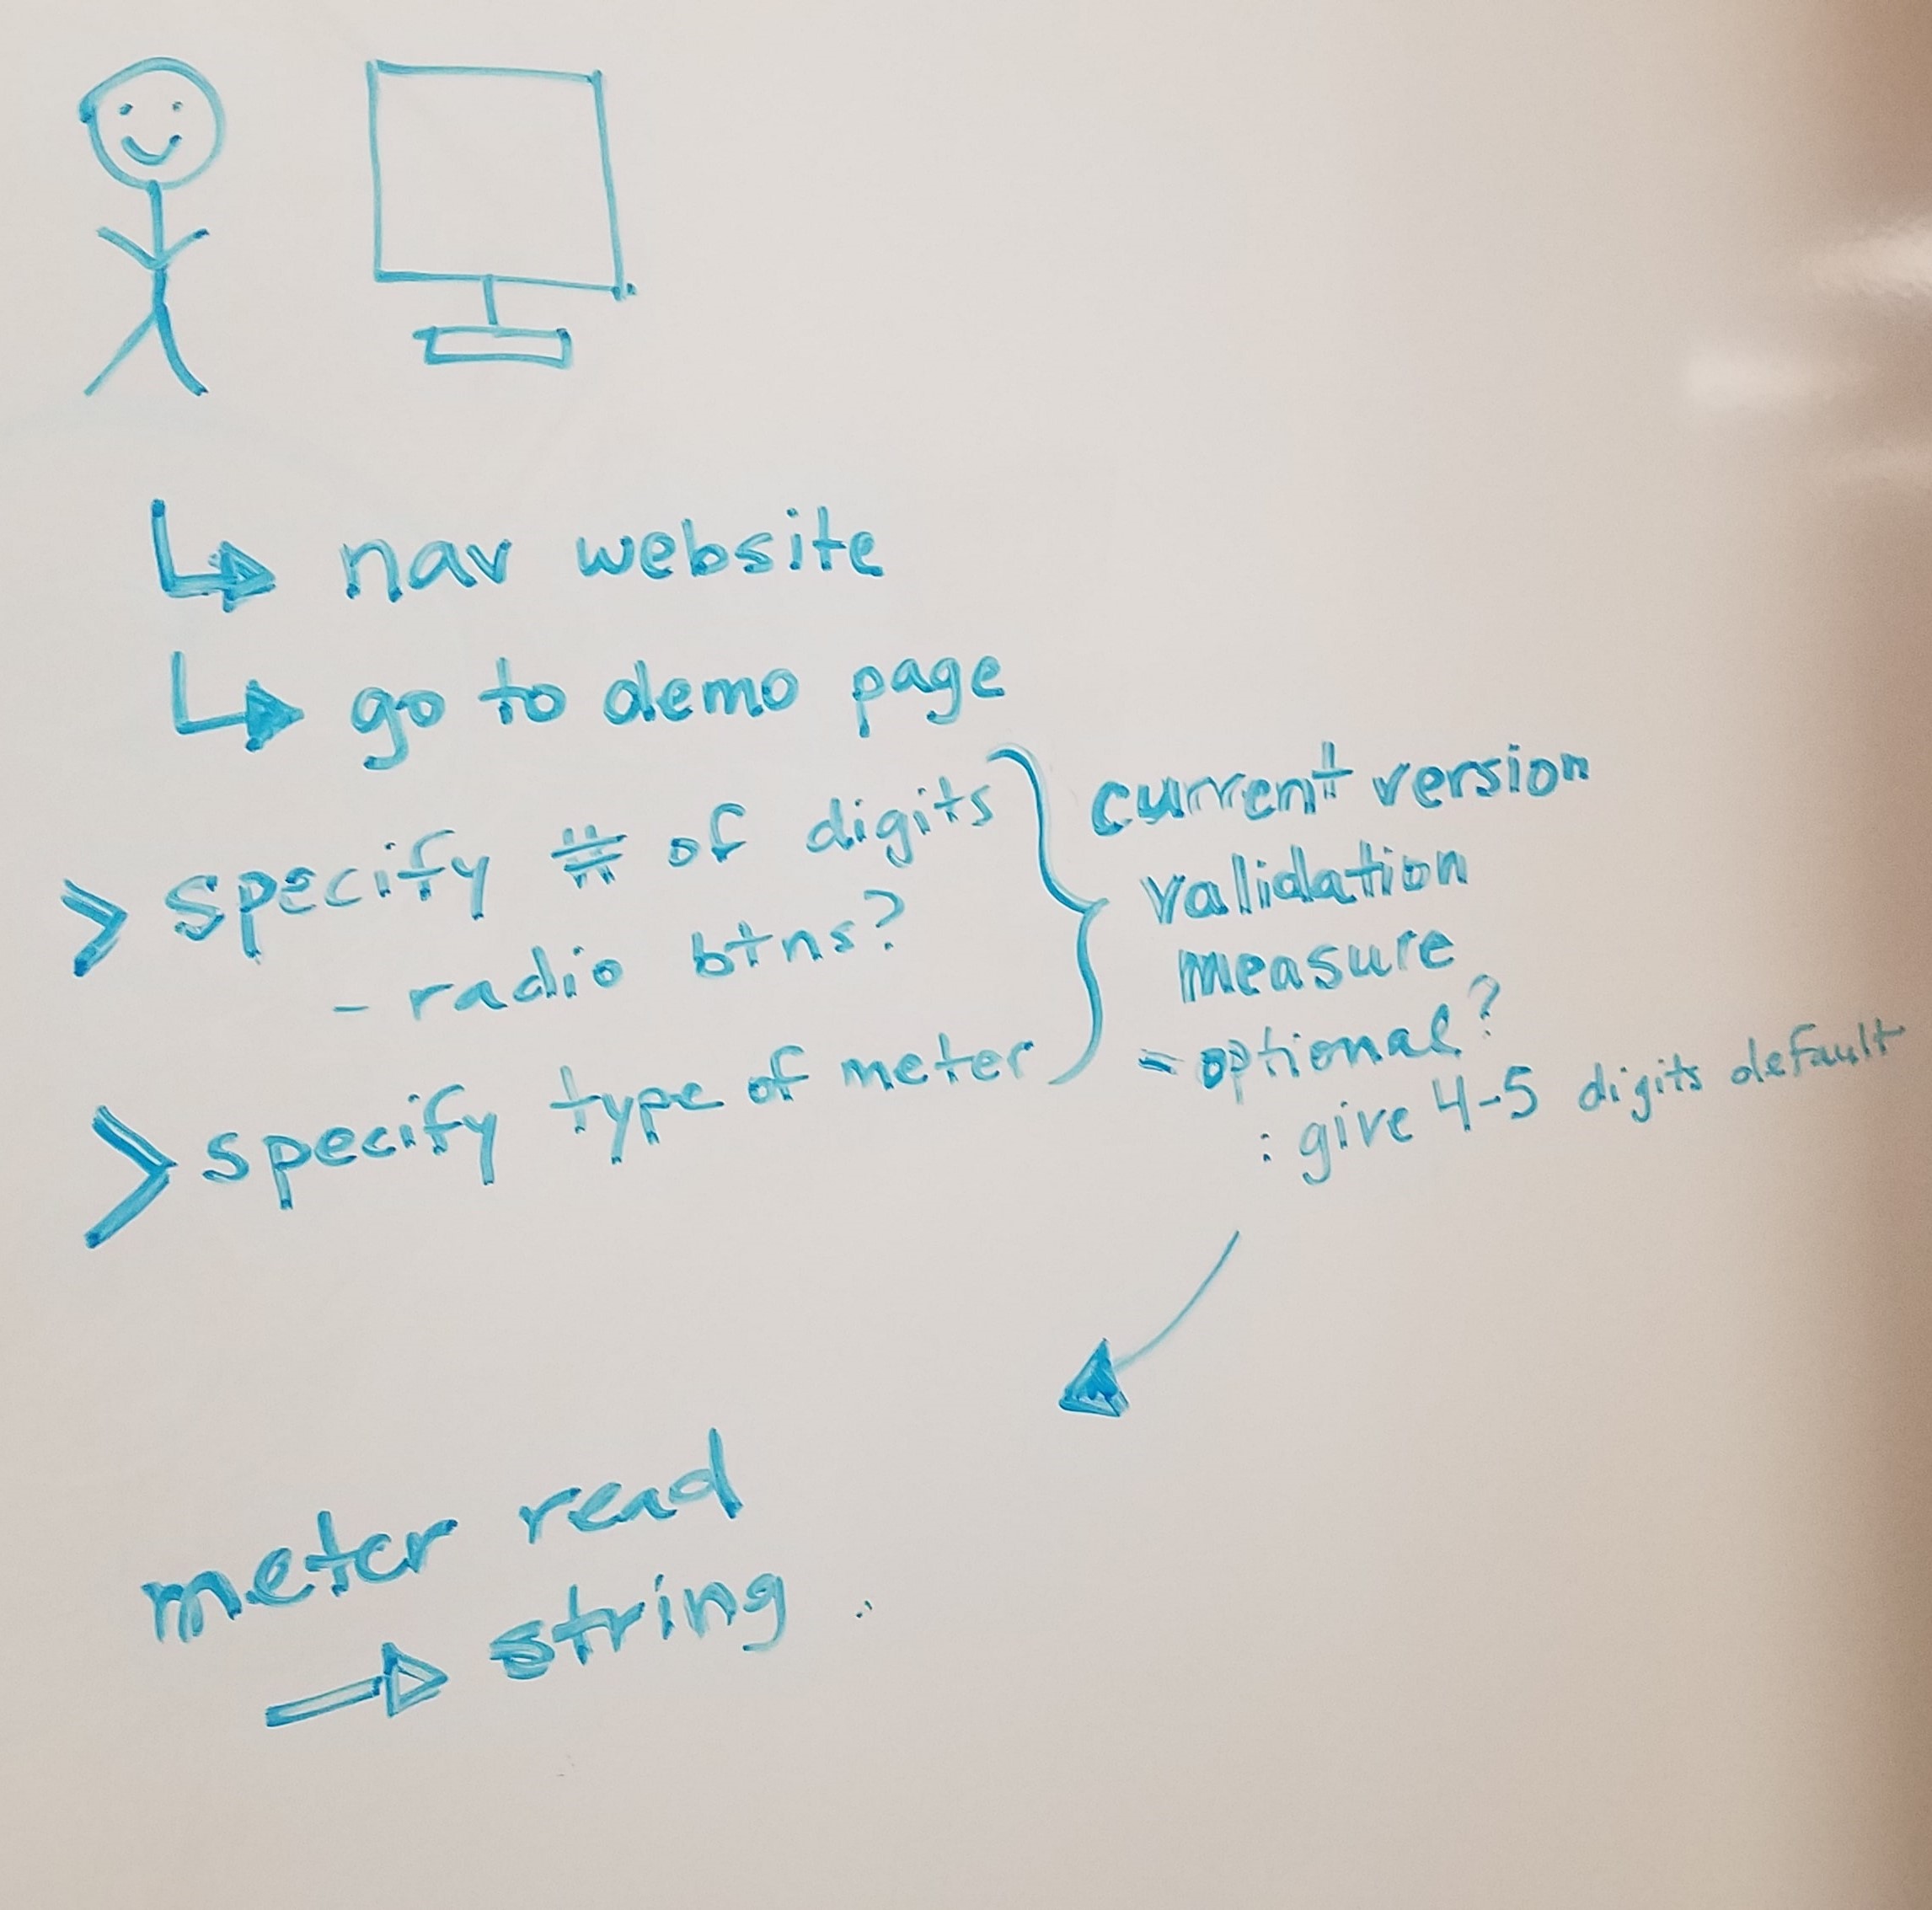 nav website
go to demo page
> specify # of digits
- radio btns?
> specify type of meter
current version
validation
measure
- optional?
: give 4-5 digits default
meter read
string